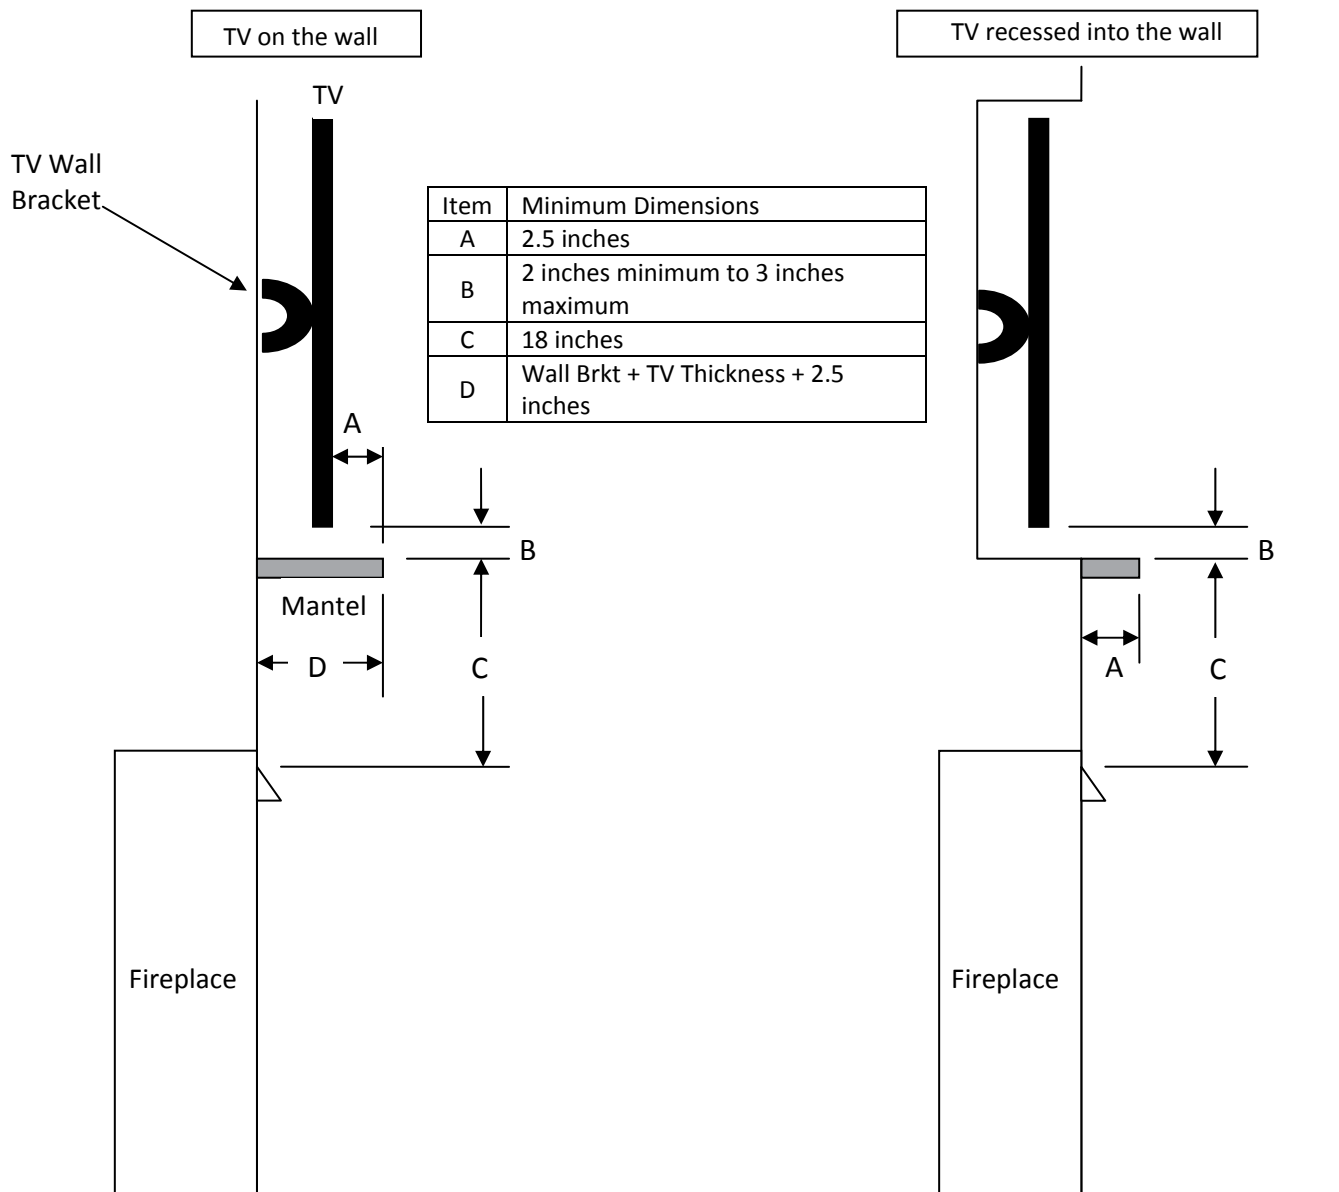 TV on the wall
TV recessed into the wall
TV
TV Wall
Bracket
Item Minimum Dimensions
A 2.5 inches
B 2 inches minimum to 3 inches
maximum
C 18 inches
D Wall Brkt + TV Thickness + 2.5
inches
A
B
Mantel
D
C
Fireplace
B
A
C
Fireplace